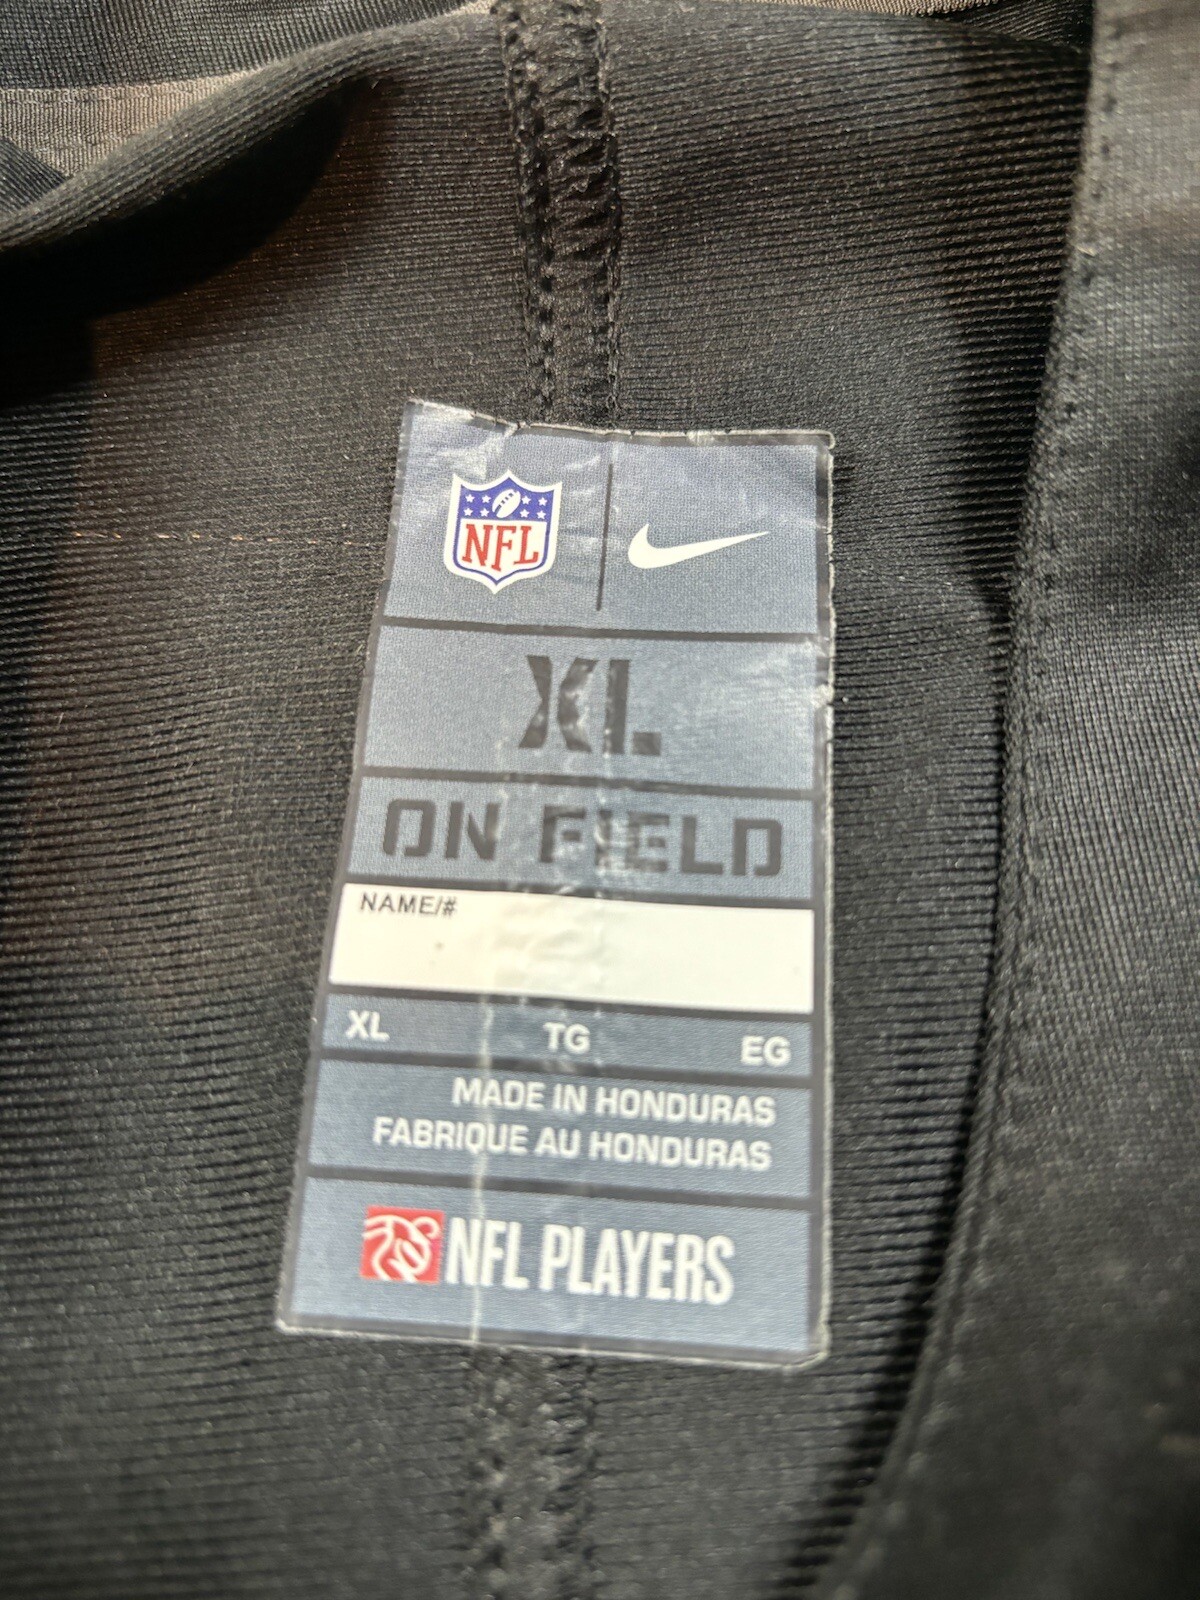 NFL
XL
ON FIELD
NAME/#
XL TG EG
MADE IN HONDURAS
FABRIQUE AU HONDURAS
NFL PLAYERS